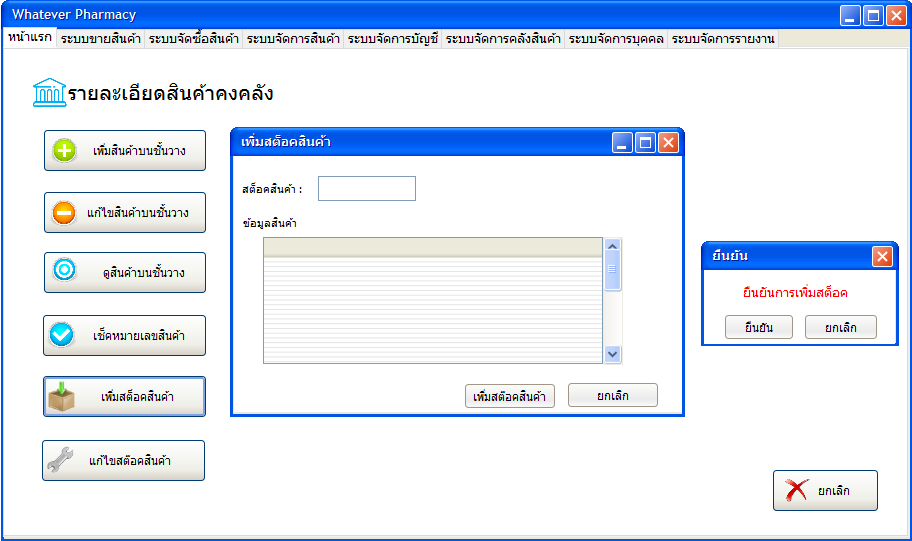 Whatever Pharmacy
หน้าแรก ระบบขายสินค้า ระบบจัดซื้อสินค้า ระบบจัดการสินค้า ระบบจัดการบัญชี ระบบจัดการคลังสินค้า ระบบจัดการบุคคล ระบบจัดการรายงาน
รายละเอียดสินค้าคงคลัง
เพิ่มสินค้าบนชั้นวาง
แก้ไขสินค้าบนชั้นวาง
ดูสินค้าบนชั้นวาง
เช็คหมายเลขสินค้า
เพิ่มสต็อคสินค้า
แก้ไขสต๊อคสินค้า
เพิ่มสต๊อคสินค้า
สต็อคสินค้า :
ข้อมูลสินค้า
เพิ่มสต๊อคสินค้า
ยกเลิก
ยืนยัน
ยืนยันการเพิ่มสต็อค
ยืนยัน
ยกเลิก
ยกเลิก